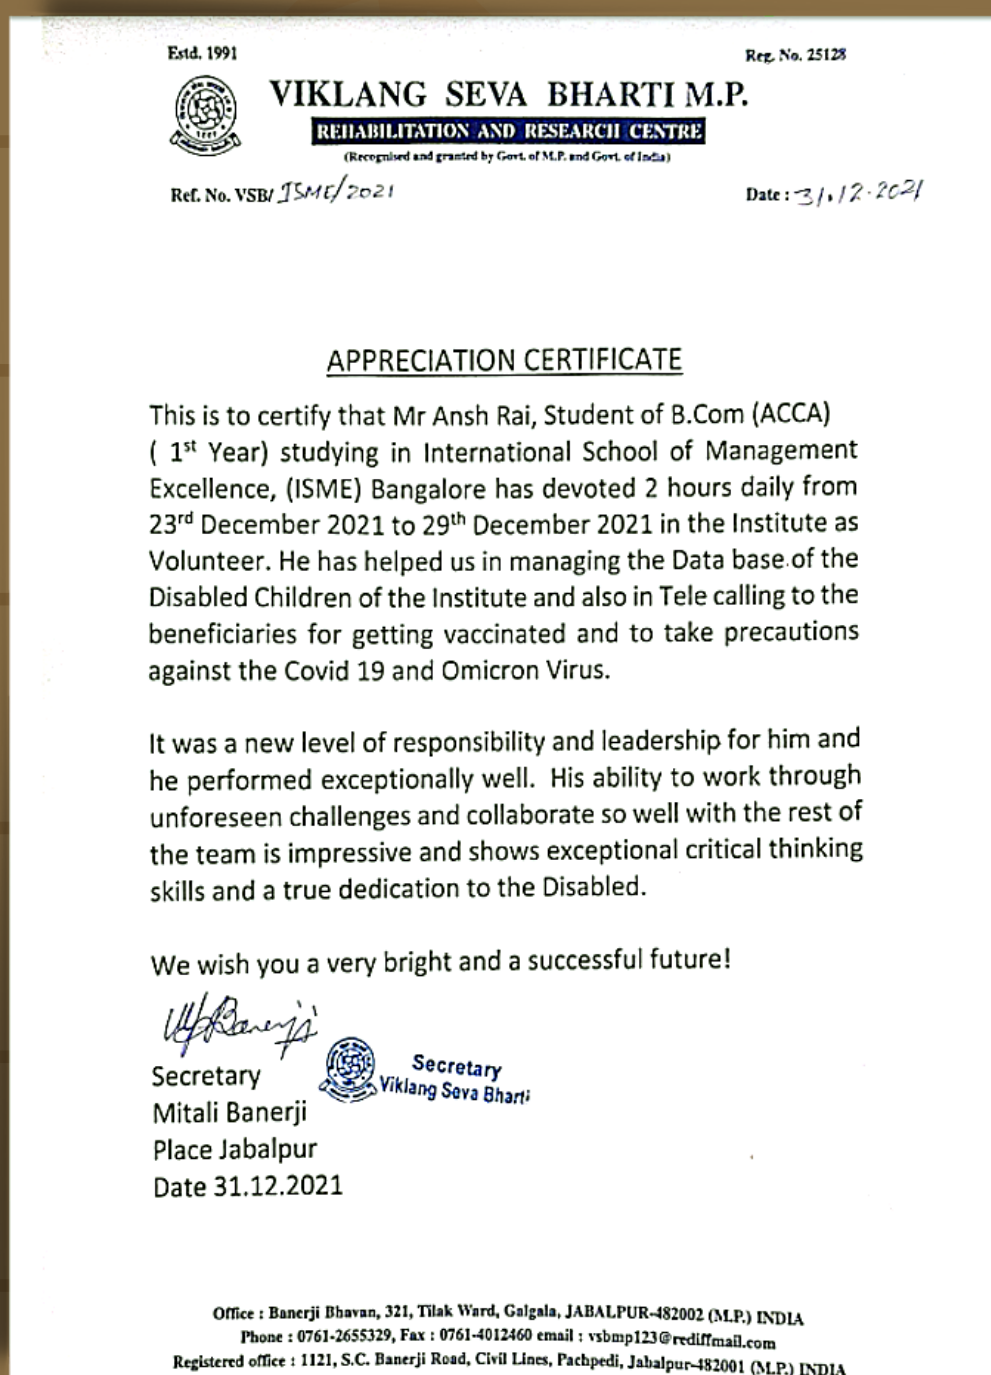 Estd. 1991
Reg. No. 25128
VIKLANG SEVA BHARTI M.P.
REHABILITATION AND RESEARCH CENTRE
(Recognised and granted by Govt. of M.P. and Govt. of India)
Ref. No. VSB/ ISME/2021
Date : 31.12.2021
APPRECIATION CERTIFICATE
This is to certify that Mr Ansh Rai, Student of B.Com (ACCA)
( 1st Year) studying in International School of Management
Excellence, (ISME) Bangalore has devoted 2 hours daily from
23rd December 2021 to 29th December 2021 in the Institute as
Volunteer. He has helped us in managing the Data base of the
Disabled Children of the Institute and also in Tele calling to the
beneficiaries for getting vaccinated and to take precautions
against the Covid 19 and Omicron Virus.
It was a new level of responsibility and leadership for him and
he performed exceptionally well. His ability to work through
unforeseen challenges and collaborate so well with the rest of
the team is impressive and shows exceptional critical thinking
skills and a true dedication to the Disabled.
We wish you a very bright and a successful future!
Banerji
Secretary
Viklang Seva Bharti
Secretary
Mitali Banerji
Place Jabalpur
Date 31.12.2021
Office : Banerji Bhavan, 321, Tilak Ward, Galgala, JABALPUR-482002 (M.P.) INDIA
Phone : 0761-2655329, Fax : 0761-4012460 email : vsbmp123@rediffmail.com
Registered office : 1121, S.C. Banerji Road, Civil Lines, Pachpedi, Jabalpur-482001 (M.P.) INDIA